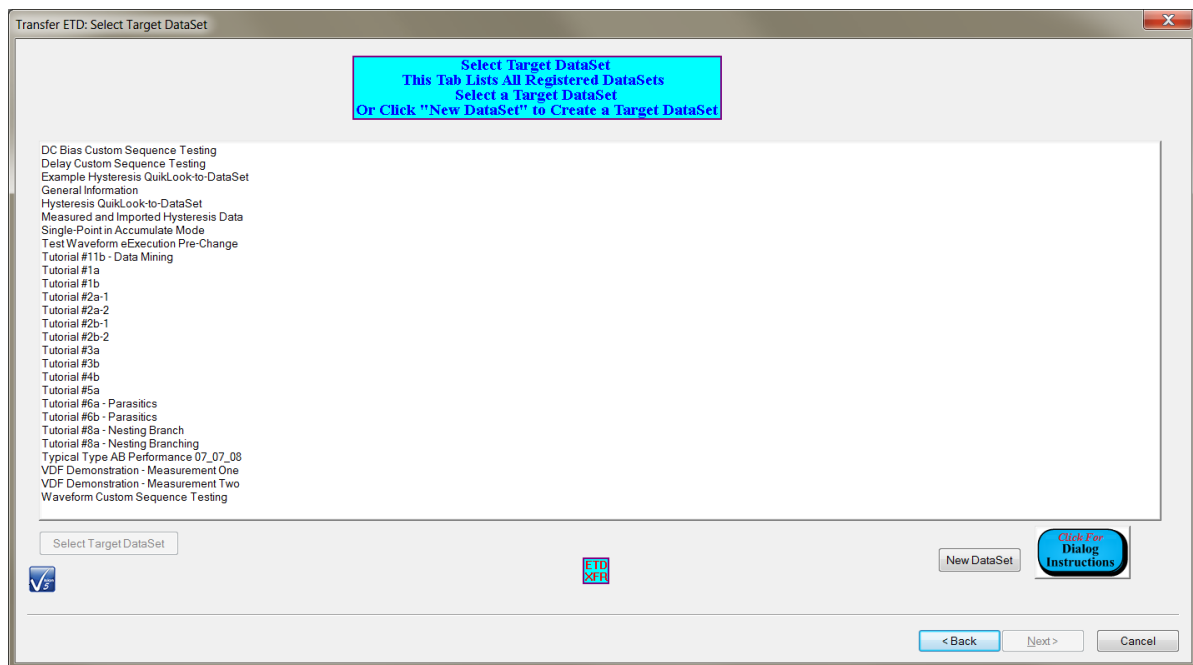 Transfer ETD: Select Target DataSet
Select Target DataSet
This Tab Lists All Registered DataSets
Select a Target DataSet
Or Click "New DataSet" to Create a Target DataSet
DC Bias Custom Sequence Testing
Delay Custom Sequence Testing
Example Hysteresis QuikLook-to-DataSet
General Information
Hysteresis QuikLook-to-DataSet
Measured and Imported Hysteresis Data
Single-Point in Accumulate Mode
Test Waveform eExecution Pre-Change
Tutorial #11b - Data Mining
Tutorial #1a
Tutorial #1b
Tutorial #2a-1
Tutorial #2a-2
Tutorial #2b-1
Tutorial #2b-2
Tutorial #3a
Tutorial #3b
Tutorial #4b
Tutorial #5a
Tutorial #6a - Parasitics
Tutorial #6b - Parasitics
Tutorial #8a - Nesting Branch
Tutorial #8a - Nesting Branching
Typical Type AB Performance 07_07_08
VDF Demonstration - Measurement One
VDF Demonstration - Measurement Two
Waveform Custom Sequence Testing
Select Target DataSet
ETD
XFR
New DataSet
Click For
Dialog
Instructions
< Back
Next >
Cancel